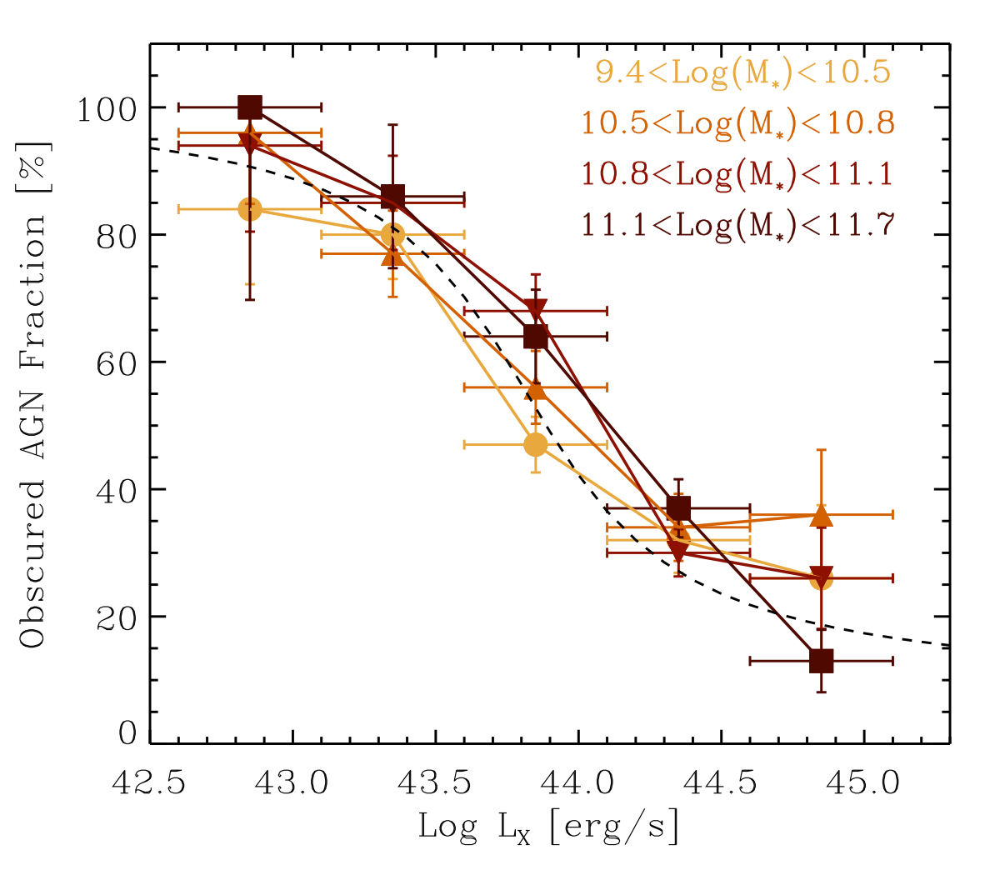 9.4<Log(M*)<10.5
10.5<Log(M*)<10.8
10.8<Log(M*)<11.1
11.1<Log(M*)<11.7
Obscured AGN Fraction [%]
100
80
60
40
20
0
42.5 43.0 43.5 44.0 44.5 45.0
Log LX [erg/s]